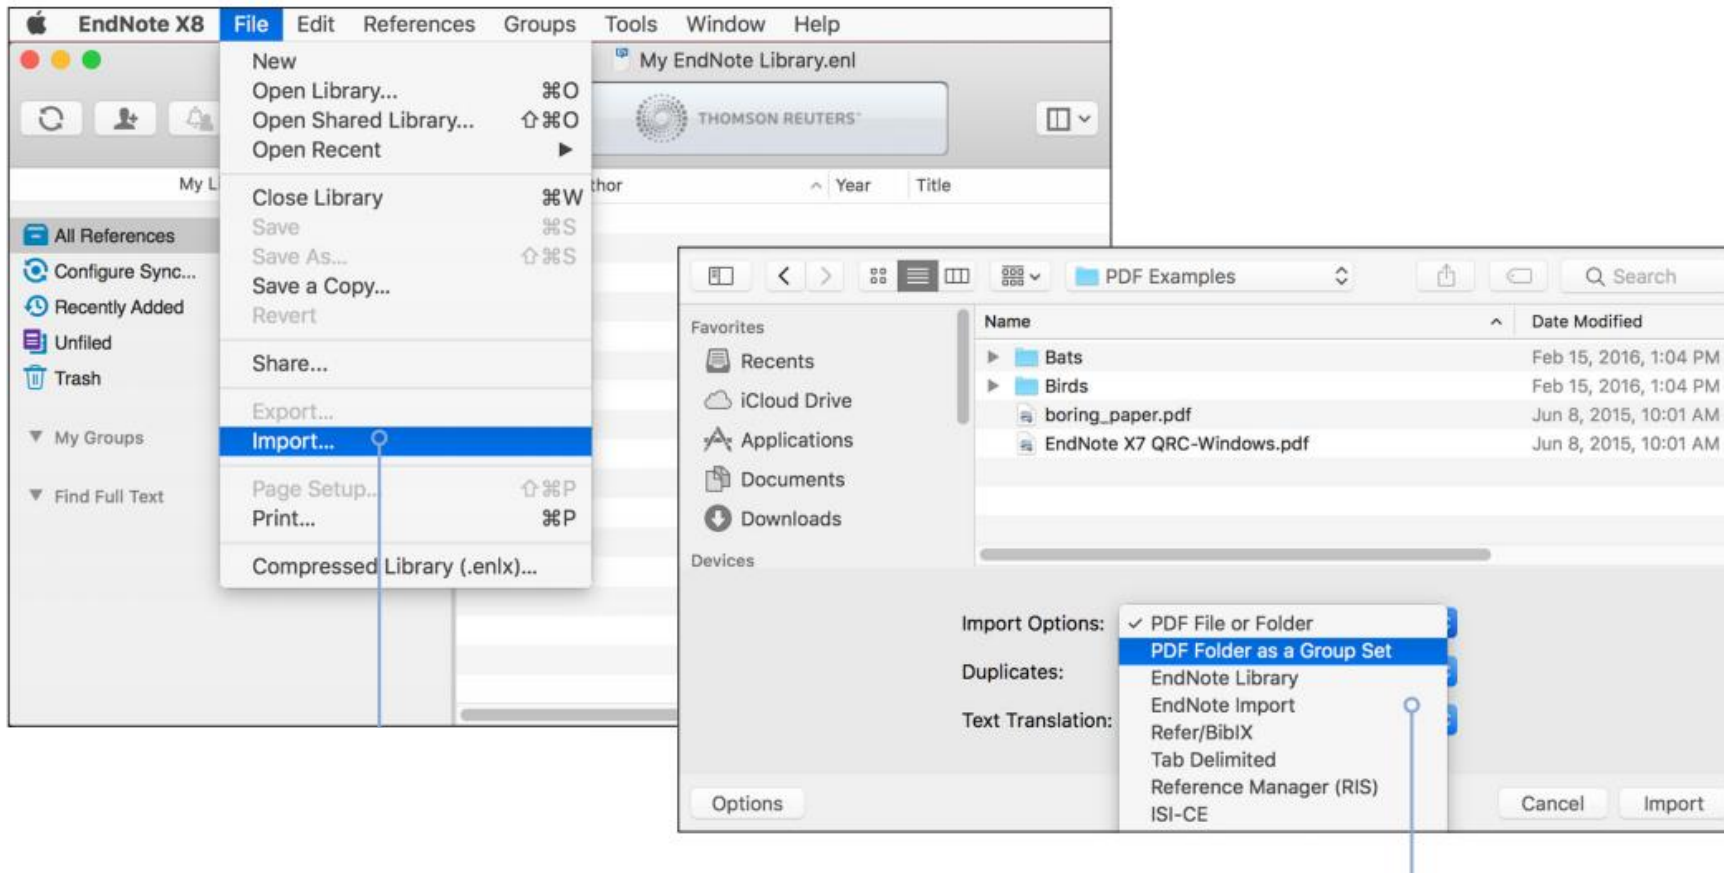 EndNote X8 File Edit References Groups Tools Window Help
My EndNote Library.enl
THOMSON REUTERS
My L
thor Year Title
All References
Configure Sync...
Recently Added
Unfiled
Trash
My Groups
Find Full Text
New
Open Library... ⌘O
Open Shared Library... ⇧⌘O
Open Recent ▶
Close Library ⌘W
Save ⌘S
Save As... ⇧⌘S
Save a Copy...
Revert
Share...
Export...
Import...
Page Setup... ⇧⌘P
Print... ⌘P
Compressed Library (.enlx)...
PDF Examples
Search
Favorites
Recents
iCloud Drive
Applications
Documents
Downloads
Devices
Name Date Modified
Bats Feb 15, 2016, 1:04 PM
Birds Feb 15, 2016, 1:04 PM
boring_paper.pdf Jun 8, 2015, 10:01 AM
EndNote X7 QRC-Windows.pdf Jun 8, 2015, 10:01 AM
Import Options: ✓ PDF File or Folder
PDF Folder as a Group Set
Duplicates:
EndNote Library
EndNote Import
Text Translation:
Refer/BibIX
Tab Delimited
Reference Manager (RIS)
ISI-CE
Options
Cancel Import